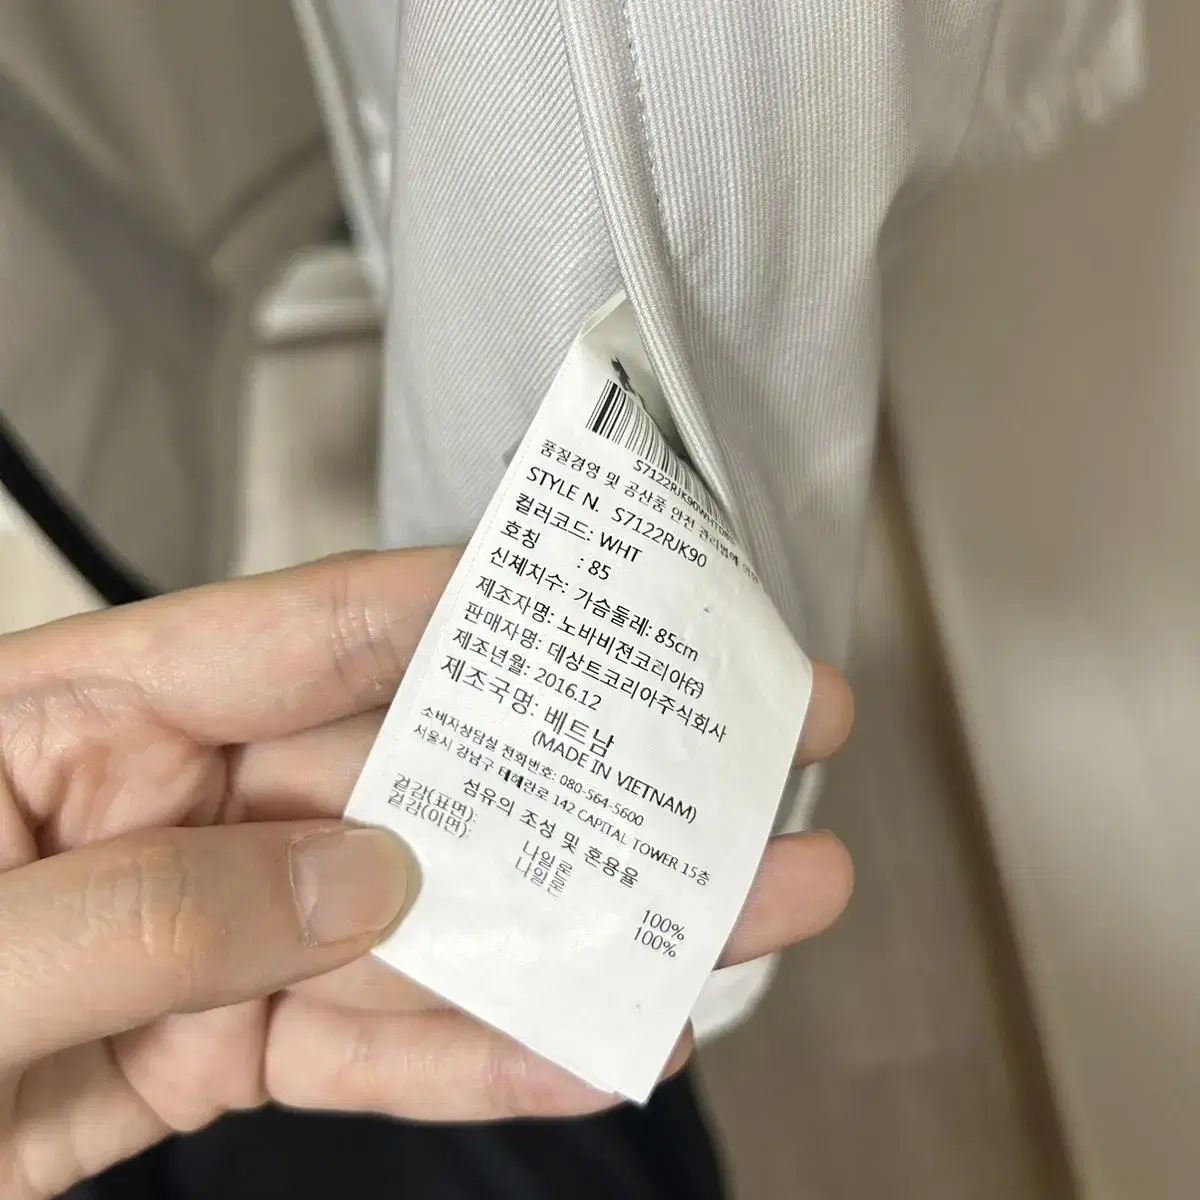 S7122RJK90WHT085
품질경영 및 공산품 안전 관리법에 의한
STYLE N. S7122RJK90
컬러코드: WHT
호칭 : 85
신체치수: 가슴둘레: 85cm
제조자명: 노바비젼코리아㈜
판매자명: 데상트코리아주식회사
제조년월: 2016.12
제조국명: 베트남
(MADE IN VIETNAM)
소비자상담실 전화번호: 080-564-5600
서울시 강남구 테헤란로 142 CAPITAL TOWER 15층
섬유의 조성 및 혼용율
겉감(표면): 나일론 100%
겉감(이면): 나일론 100%